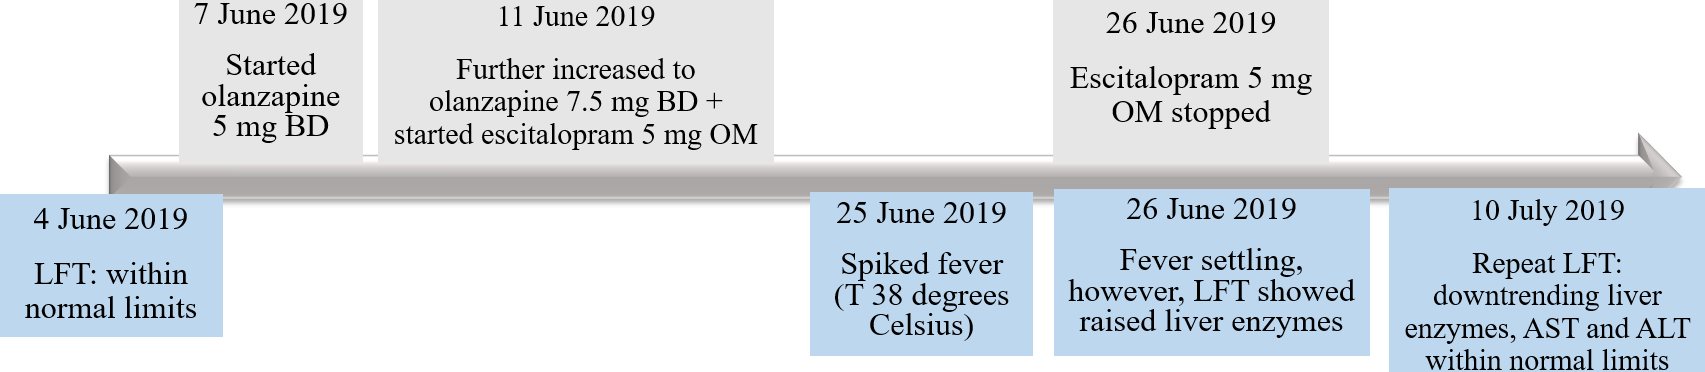 7 June 2019
Started
olanzapine
5 mg BD
11 June 2019
Further increased to
olanzapine 7.5 mg BD +
started escitalopram 5 mg OM
26 June 2019
Escitalopram 5 mg
OM stopped
4 June 2019
LFT: within
normal limits
25 June 2019
Spiked fever
(T 38 degrees
Celsius)
26 June 2019
Fever settling,
however, LFT showed
raised liver enzymes
10 July 2019
Repeat LFT:
downtrending liver
enzymes, AST and ALT
within normal limits